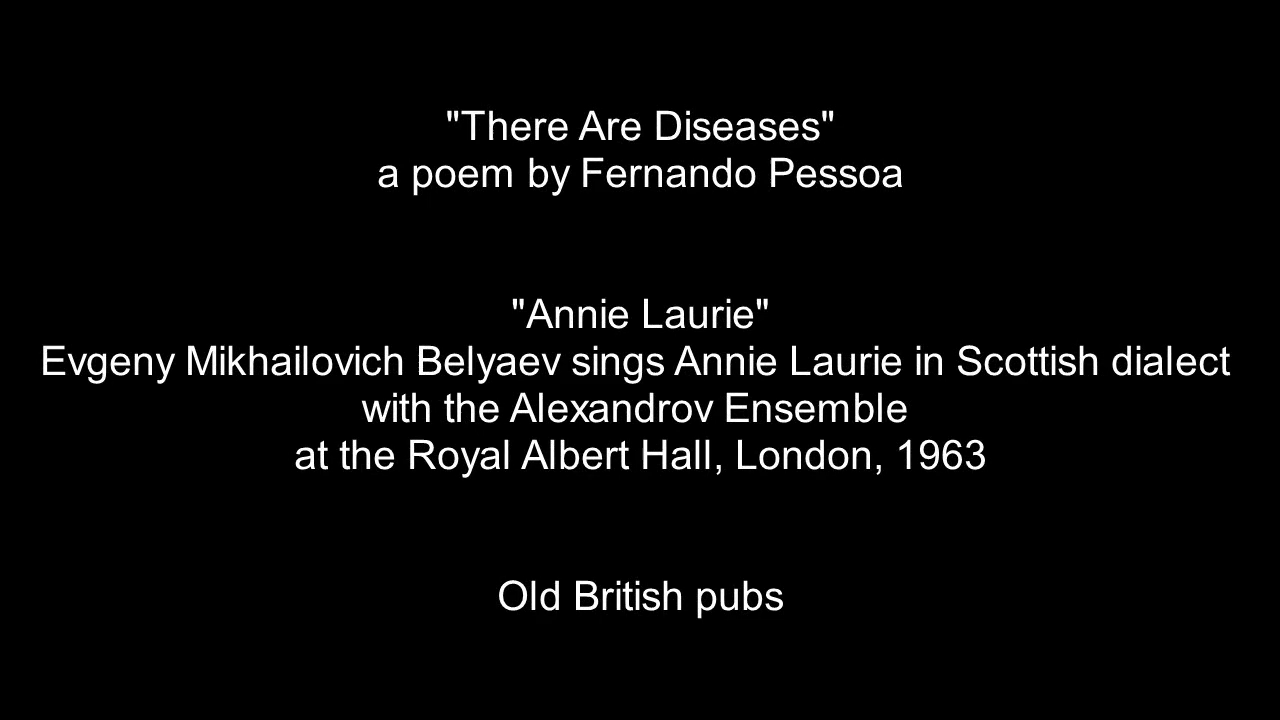 "There Are Diseases"
a poem by Fernando Pessoa
"Annie Laurie"
Evgeny Mikhailovich Belyaev sings Annie Laurie in Scottish dialect
with the Alexandrov Ensemble
at the Royal Albert Hall, London, 1963
Old British pubs